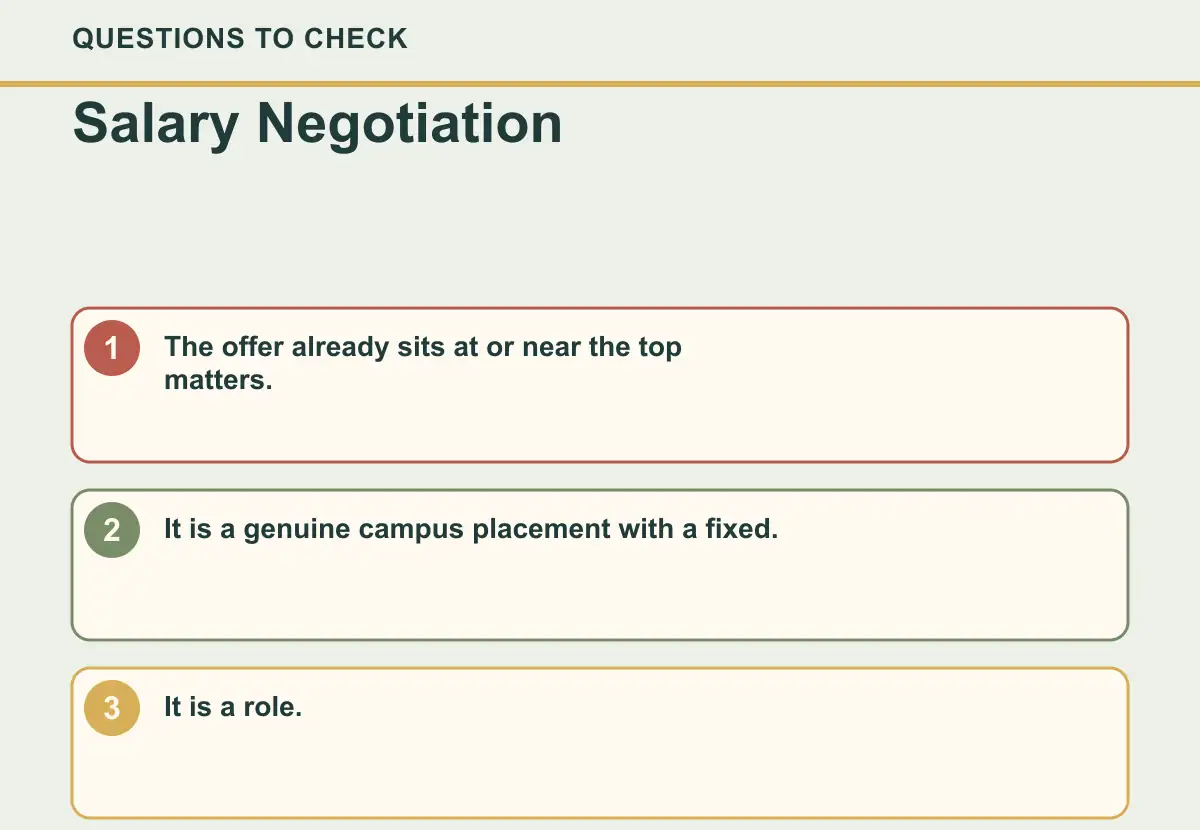 QUESTIONS TO CHECK
Salary Negotiation
1
The offer already sits at or near the top
matters.
2
It is a genuine campus placement with a fixed.
3
It is a role.